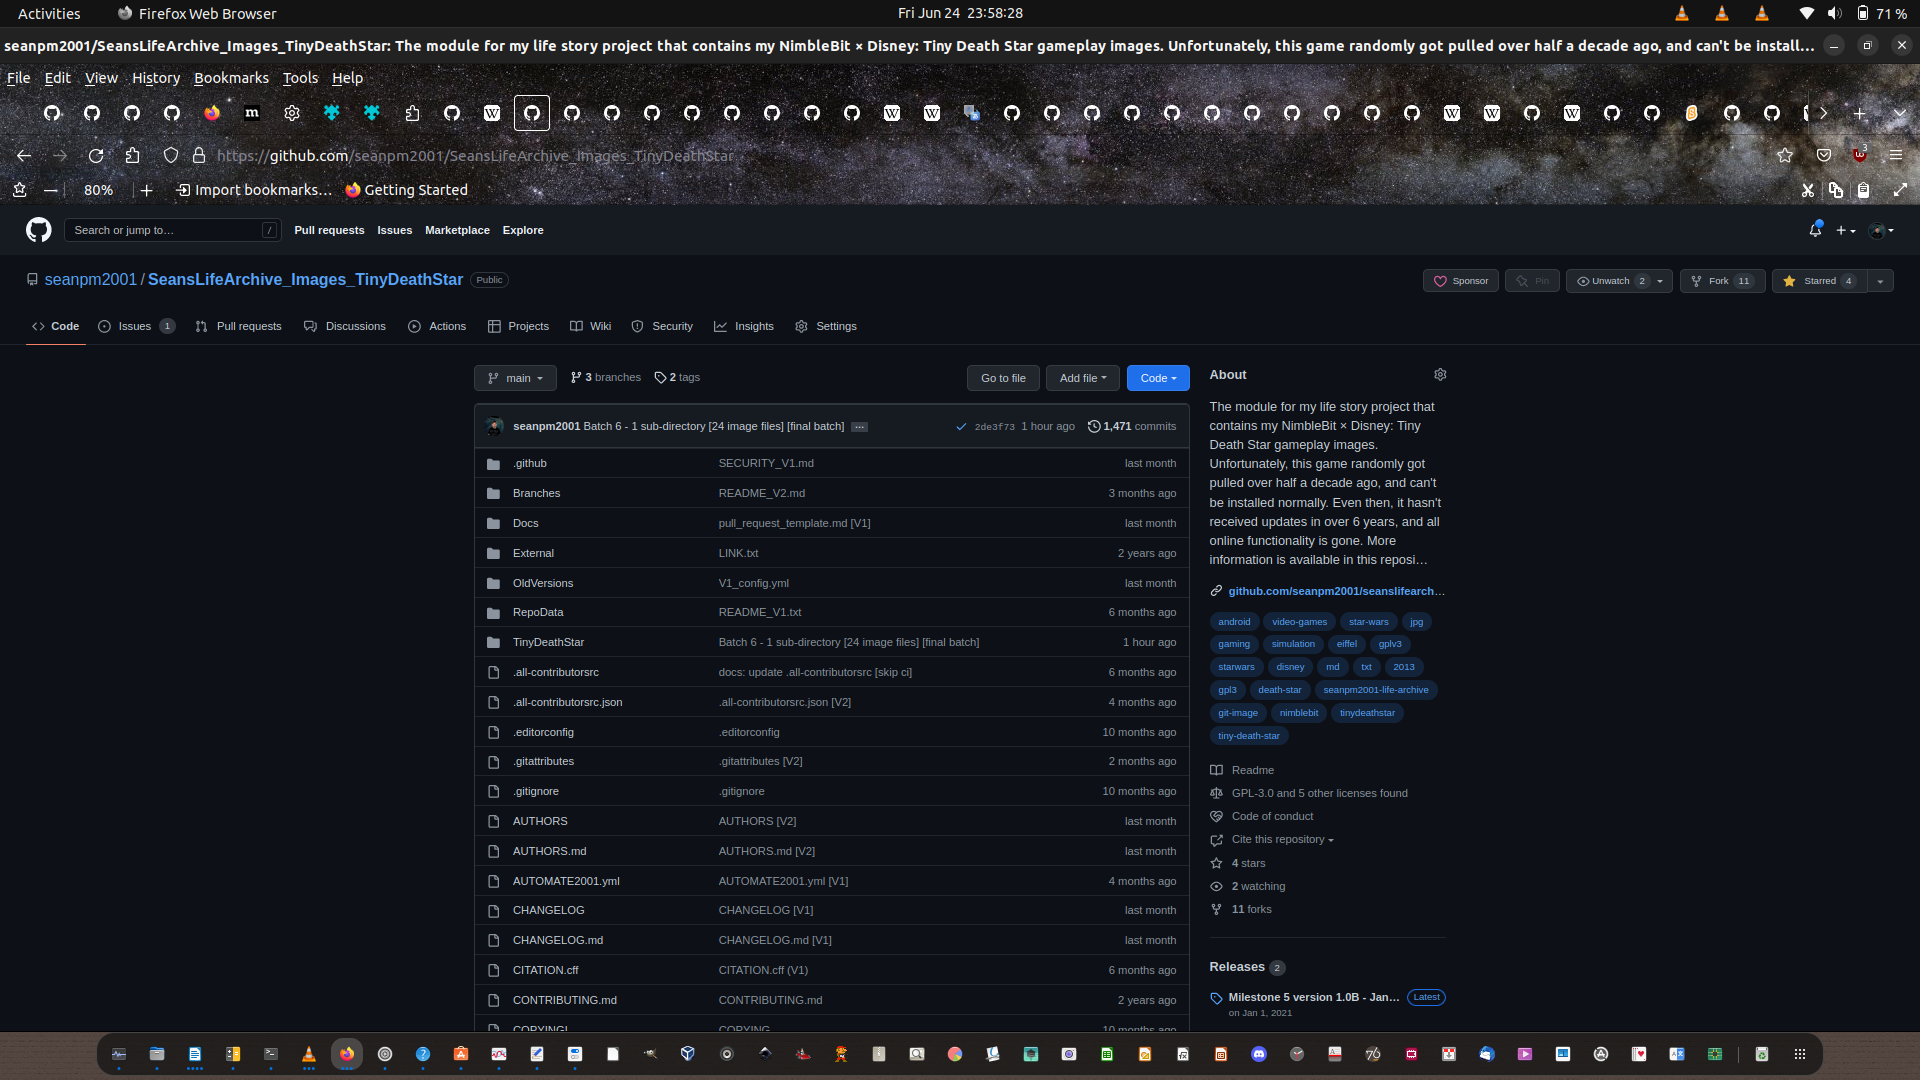 Activities
Firefox Web Browser
Fri Jun 24 23:58:28
71 %
seanpm2001/SeansLifeArchive_Images_TinyDeathStar: The module for my life story project that contains my NimbleBit × Disney: Tiny Death Star gameplay images. Unfortunately, this game randomly got pulled over half a decade ago, and can't be install…
File Edit View History Bookmarks Tools Help
https://github.com/seanpm2001/SeansLifeArchive_Images_TinyDeathStar
3
80%
Import bookmarks…
Getting Started
Search or jump to…
/
Pull requests Issues Marketplace Explore
seanpm2001 / SeansLifeArchive_Images_TinyDeathStar Public
Sponsor
Pin
Unwatch 2
Fork 11
Starred 4
Code
Issues 1
Pull requests
Discussions
Actions
Projects
Wiki
Security
Insights
Settings
main
3 branches
2 tags
Go to file
Add file
Code
seanpm2001 Batch 6 - 1 sub-directory [24 image files] [final batch] …
2de3f73 1 hour ago
1,471 commits
.github SECURITY_V1.md last month
Branches README_V2.md 3 months ago
Docs pull_request_template.md [V1] last month
External LINK.txt 2 years ago
OldVersions V1_config.yml last month
RepoData README_V1.txt 6 months ago
TinyDeathStar Batch 6 - 1 sub-directory [24 image files] [final batch] 1 hour ago
.all-contributorsrc docs: update .all-contributorsrc [skip ci] 6 months ago
.all-contributorsrc.json .all-contributorsrc.json [V2] 4 months ago
.editorconfig .editorconfig 10 months ago
.gitattributes .gitattributes [V2] 2 months ago
.gitignore .gitignore 10 months ago
AUTHORS AUTHORS [V2] last month
AUTHORS.md AUTHORS.md [V2] last month
AUTOMATE2001.yml AUTOMATE2001.yml [V1] 4 months ago
CHANGELOG CHANGELOG [V1] last month
CHANGELOG.md CHANGELOG.md [V1] last month
CITATION.cff CITATION.cff (V1) 6 months ago
CONTRIBUTING.md CONTRIBUTING.md 2 years ago
COPYING 10 months ago
About
The module for my life story project that
contains my NimbleBit × Disney: Tiny
Death Star gameplay images.
Unfortunately, this game randomly got
pulled over half a decade ago, and can't
be installed normally. Even then, it hasn't
received updates in over 6 years, and all
online functionality is gone. More
information is available in this reposi…
github.com/seanpm2001/seanslifearch…
android video-games star-wars jpg
gaming simulation eiffel gplv3
starwars disney md txt 2013
gpl3 death-star seanpm2001-life-archive
git-image nimblebit tinydeathstar
tiny-death-star
Readme
GPL-3.0 and 5 other licenses found
Code of conduct
Cite this repository
4 stars
2 watching
11 forks
Releases 2
Milestone 5 version 1.0B - Jan… Latest
on Jan 1, 2021